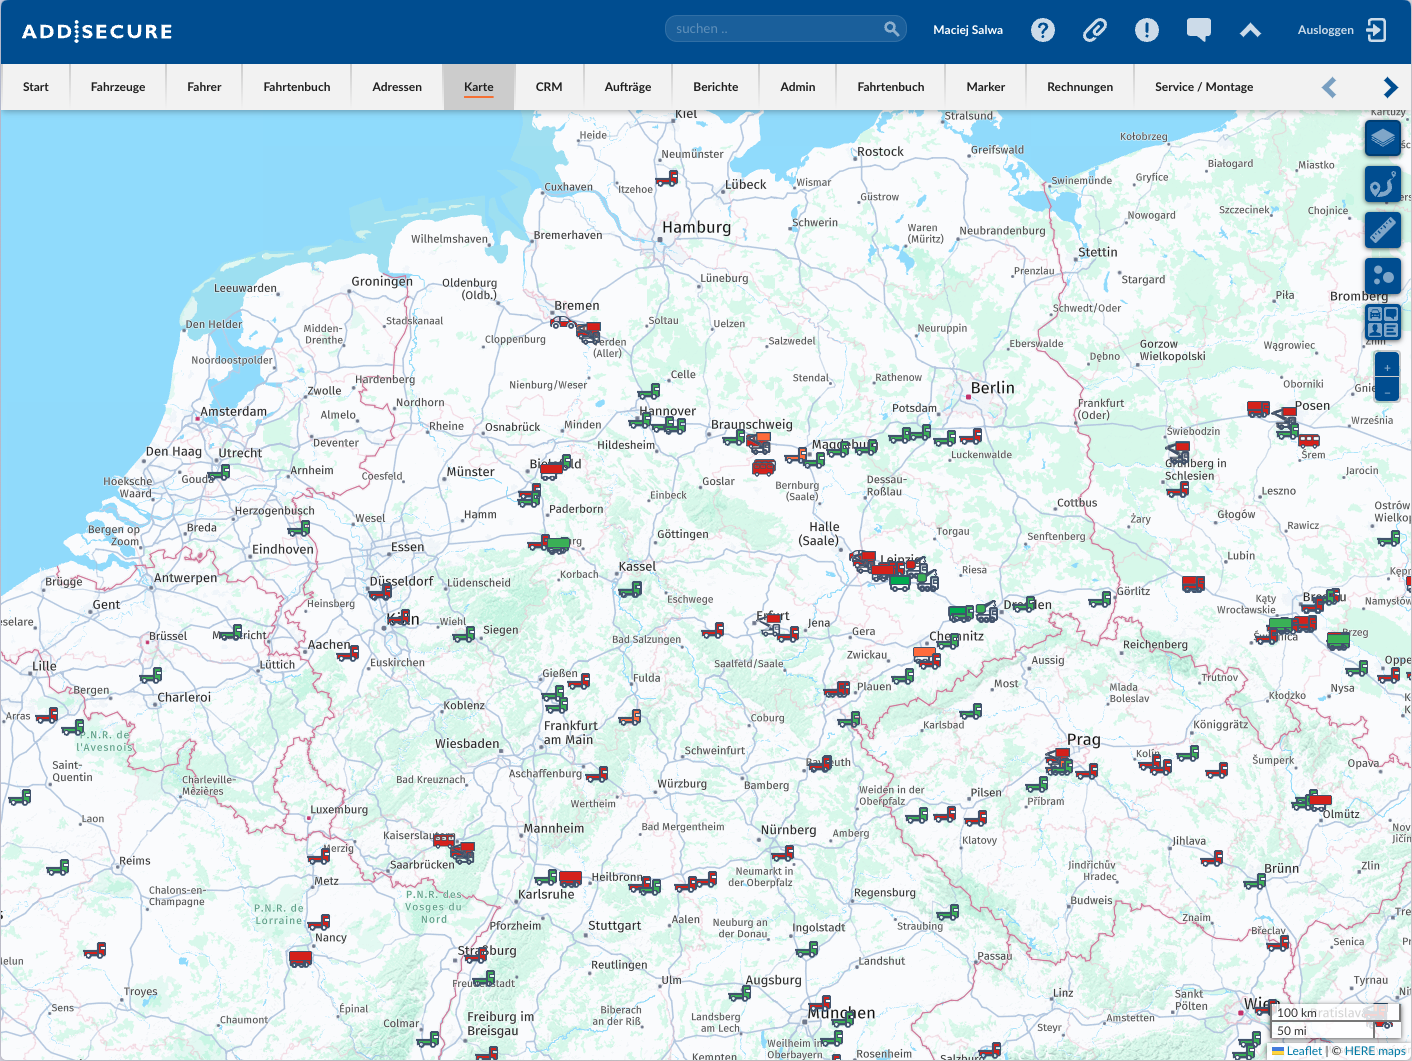 ADD:SECURE
suchen ..
Maciej Salwa
Ausloggen
Start
Fahrzeuge
Fahrer
Fahrtenbuch
Adressen
Karte
CRM
Aufträge
Berichte
Admin
Fahrtenbuch
Marker
Rechnungen
Service / Montage
Kiel
Stralsund
Heide
Kołobrzeg
Neumünster
Rostock
Greifswald
Białogard
Miastko
Cuxhaven
Itzehoe
Lübeck
Wismar
Swinemünde
Gryfice
Güstrow
Szczecinek
Chojnice
Nowogard
Wilhelmshaven
Bremerhaven
Hamburg
Schwerin
Waren
(Müritz)
Neubrandenburg
Stettin
Stargard
Prenzlau
Leeuwarden
Groningen
Oldenburg
(Oldb.)
Lüneburg
Piła
Bromberg
Bremen
Schwedt/Oder
Den Helder
Stadskanaal
Midden-
Drenthe
Soltau
Uelzen
Neuruppin
Cloppenburg
(Aller)
Salzwedel
Eberswalde
Gorzow
Wielkopolski
Wągrowiec
Dębno
Noordoostpolder
Hardenberg
Nienburg/Weser
Celle
Stendal
Rathenow
Berlin
Oborniki
Zwolle
Nordhorn
Amsterdam
Almelo
Rheine
Osnabrück
Minden
Hannover
Braunschweig
Potsdam
Frankfurt
(Oder)
Posen
Września
Świebodzin
Deventer
Hildesheim
Den Haag
Utrecht
Luckenwalde
Śrem
Jarocin
Arnheim
Coesfeld
Münster
Goslar
Bernburg
(Saale)
Dessau-
Roßlau
Schlesien
Leszno
Hoeksche
Waard
Einbeck
Cottbus
Herzogenbusch
Wesel
Hamm
Paderborn
Żary
Głogów
Rawicz
Breda
Bergen op
Zoom
Göttingen
Halle
(Saale)
Torgau
Senftenberg
Eindhoven
Essen
Lubin
Kassel
Korbach
Riesa
Antwerpen
Brügge
Düsseldorf
Lüdenscheid
Eschwege
Görlitz
Gent
Heinsberg
Kąty
Wrocławskie
Wiehl
Siegen
Erfurt
Jena
Gera
Chemnitz
Brüssel
Bad Salzungen
Reichenberg
Brzeg
Aachen
Lille
Lüttich
Euskirchen
Zwickau
Aussig
Saalfeld/Saale
Gießen
Fulda
Plauen
Most
Trutnov
Bergen
Charleroi
Mlada
Boleslav
Kłodzko
Nysa
Koblenz
Arras
Coburg
Karlsbad
Königgrätz
Frankfurt
am Main
P.N.R. de
l'Avesnois
Wiesbaden
Schweinfurt
Prag
Kolin
Šumperk
Opava
Saint-
Quentin
Charleville-
Mézières
Bad Kreuznach
Aschaffenburg
Würzburg
Bamberg
Weiden in der
Oberpfalz
Pilsen
Příbram
Wertheim
Luxemburg
Laon
Olmütz
Mannheim
Bad Mergentheim
Nürnberg
Amberg
Klatovy
Jihlava
Reims
Saarbrücken
Metz
Neumarkt in
der Oberpfalz
Jindřichův
Hradec
Brünn
Zlin
Heilbronn
Karlsruhe
Chalons-en-
Champagne
P.N.R. des
Vosges du
Nord
Regensburg
Budweis
P.N.R. de
Lorraine
Pforzheim
Stuttgart
Aalen
Neuburg an
der Donau
Ingolstadt
Straubing
Znaim
Břeclav
Nancy
Senica
Straßburg
Passau
Landshut
Reutlingen
Ulm
Augsburg
Troyes
Tyrnau
Linz
Sankt
Pölten
Sens
Épinal
Biberach
an der Riß
Landsberg
am Lech
München
Chaumont
Colmar
Freiburg im
Breisgau
Amstetten
Steyr
Weilheim in
Oberbayern
Rosenheim
Kempten
100 km
50 mi
Leaflet | © HERE maps